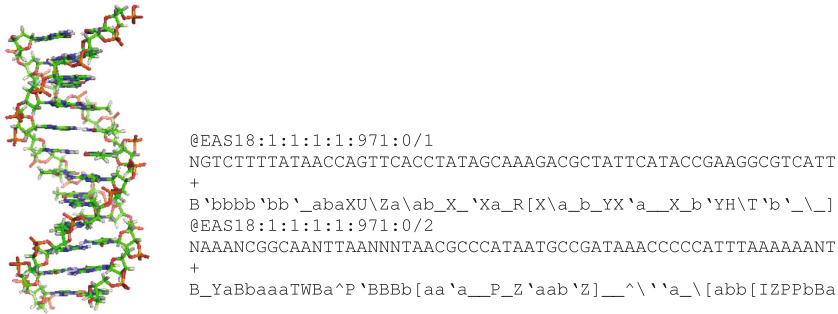 @EAS18:1:1:1:1:971:0/1
NGTCTTTTATAACCAGTTCACCTATAGCAAAGACGCTATTCATACCGAAGGCGTCATT
+
B`bbbb`bb`_abaXU\Za\ab_X_`Xa_R[X\a_b_YX`a__X_b`YH\T`b`_\_]
@EAS18:1:1:1:1:971:0/2
NAAANCGGCAANTTAANNNTAACGCCCATAATGCCGATAAACCCCCATTTAAAAAANT
+
B_YaBbaaaTWBa^P`BBBb[aa`a__P_Z`aab`Z]__^\``a_\[abb[IZPPbBa